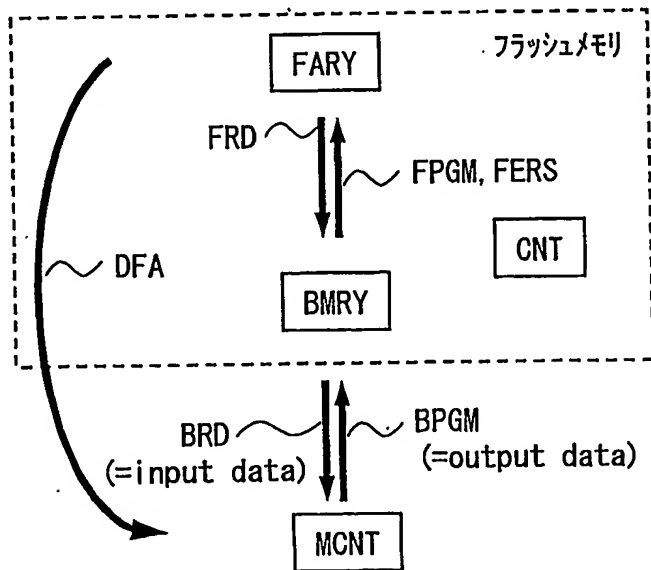 フラッシュメモリ
FARY
FRD
FPGM, FERS
CNT
DFA
BMRY
BRD
(=input data)
BPGM
(=output data)
MCNT